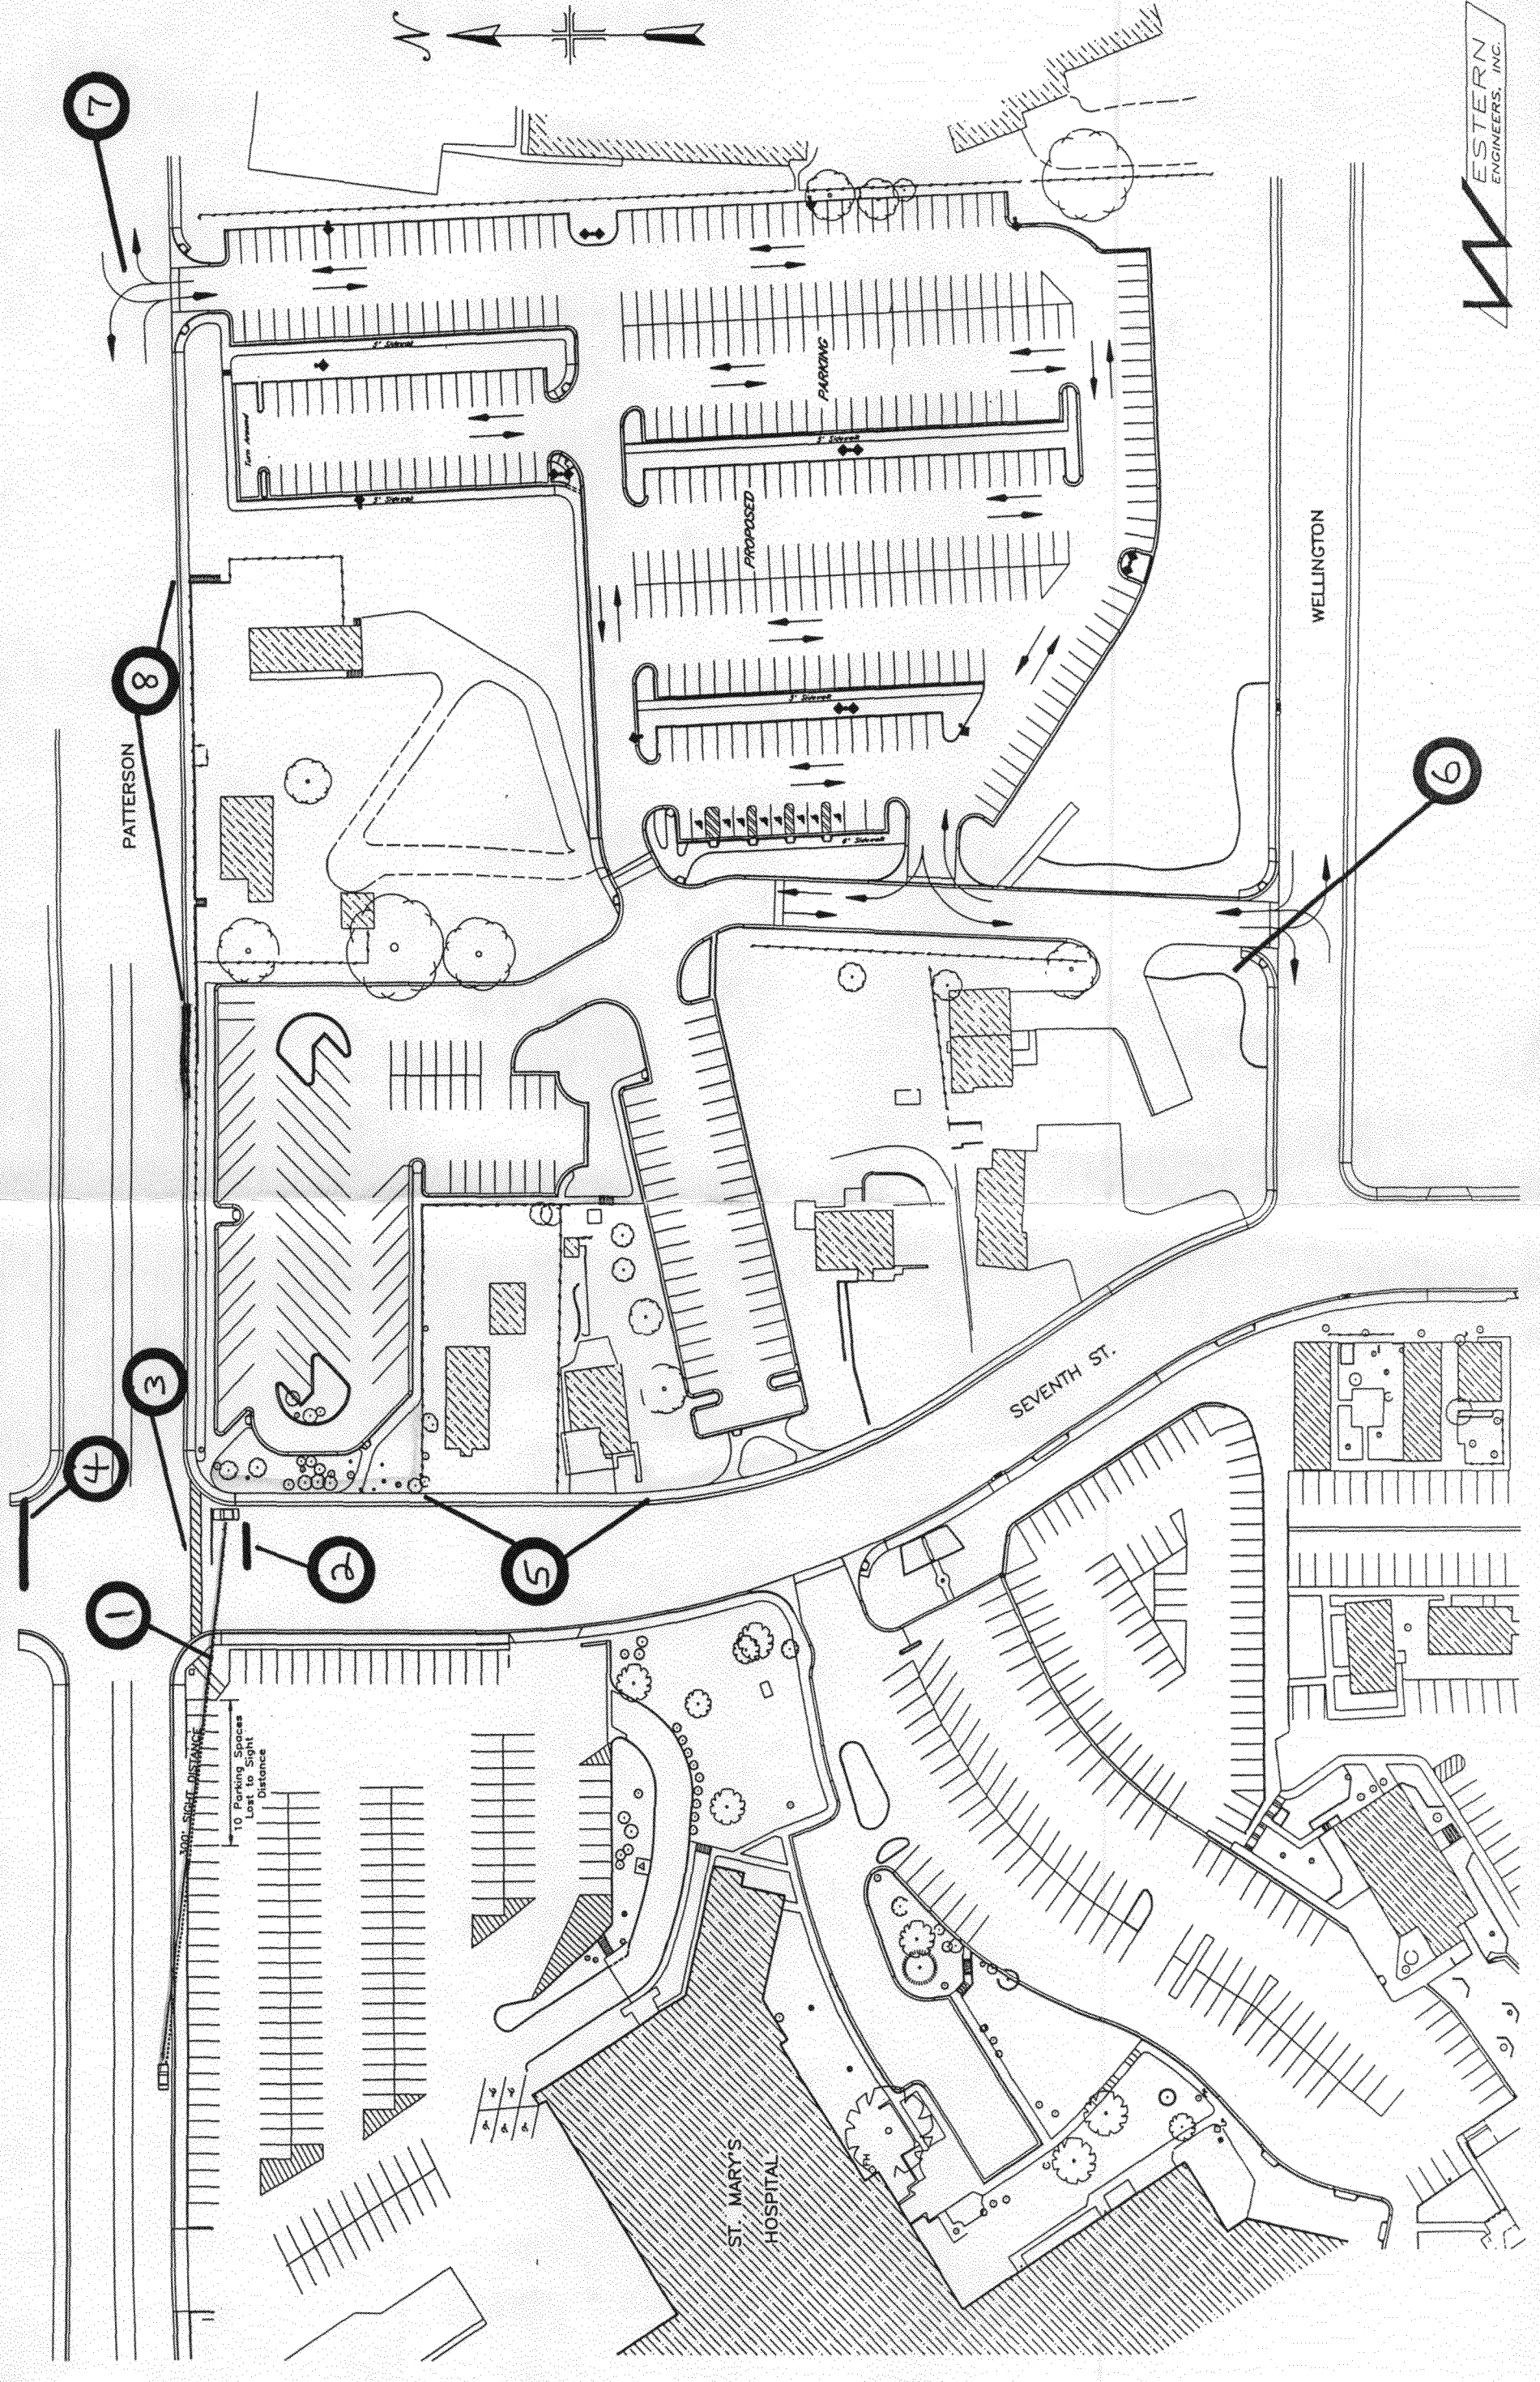 N
7
8
PATTERSON
4
3
1
2
5
6
Turn Around
5' Sidewalk
5' Sidewalk
5' Sidewalk
5' Sidewalk
PROPOSED
PARKING
WELLINGTON
SEVENTH ST.
300' SIGHT DISTANCE
10 Parking Spaces
Lost to Sight
Distance
ST. MARY'S
HOSPITAL
WESTERN
ENGINEERS, INC.